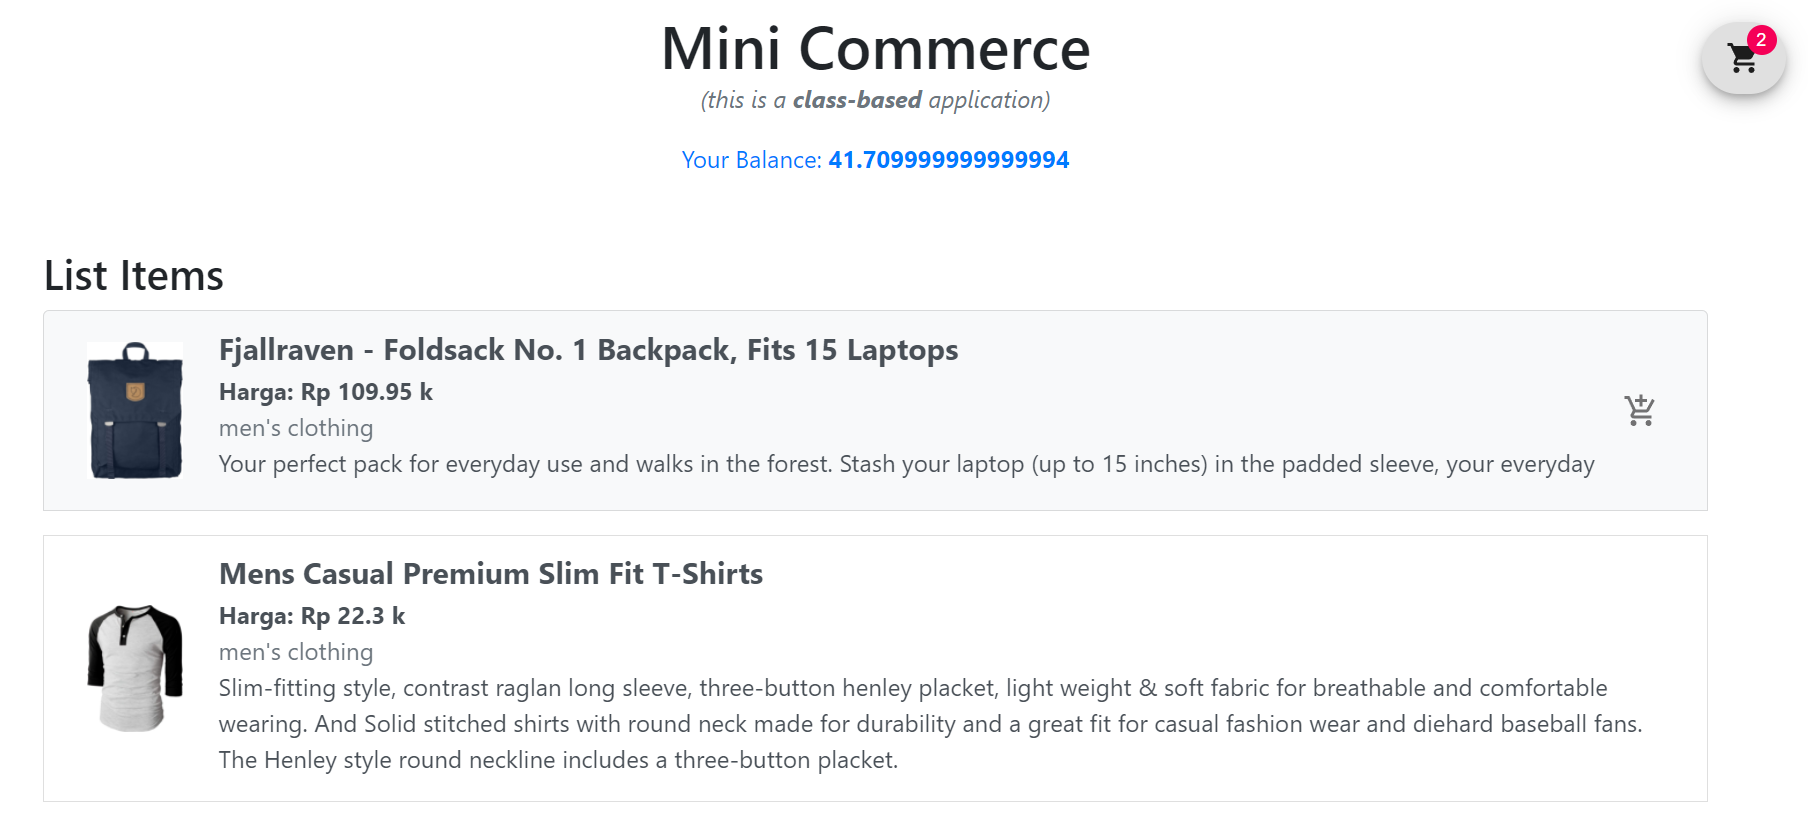 Mini Commerce
2
(this is a class-based application)
Your Balance: 41.709999999999994
List Items
Fjallraven - Foldsack No. 1 Backpack, Fits 15 Laptops
Harga: Rp 109.95 k
men's clothing
Your perfect pack for everyday use and walks in the forest. Stash your laptop (up to 15 inches) in the padded sleeve, your everyday
Mens Casual Premium Slim Fit T-Shirts
Harga: Rp 22.3 k
men's clothing
Slim-fitting style, contrast raglan long sleeve, three-button henley placket, light weight & soft fabric for breathable and comfortable
wearing. And Solid stitched shirts with round neck made for durability and a great fit for casual fashion wear and diehard baseball fans.
The Henley style round neckline includes a three-button placket.